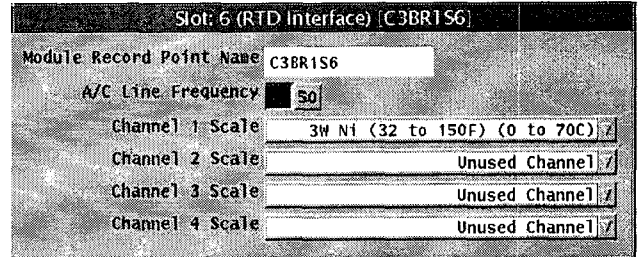 Slot: 6 (RTD Interface) [C3BR1S6]
Module Record Point Name C3BR1S6
A/C Line Frequency 50
Channel 1 Scale 3W Ni (32 to 150F) (0 to 70C)
Channel 2 Scale Unused Channel
Channel 3 Scale Unused Channel
Channel 4 Scale Unused Channel